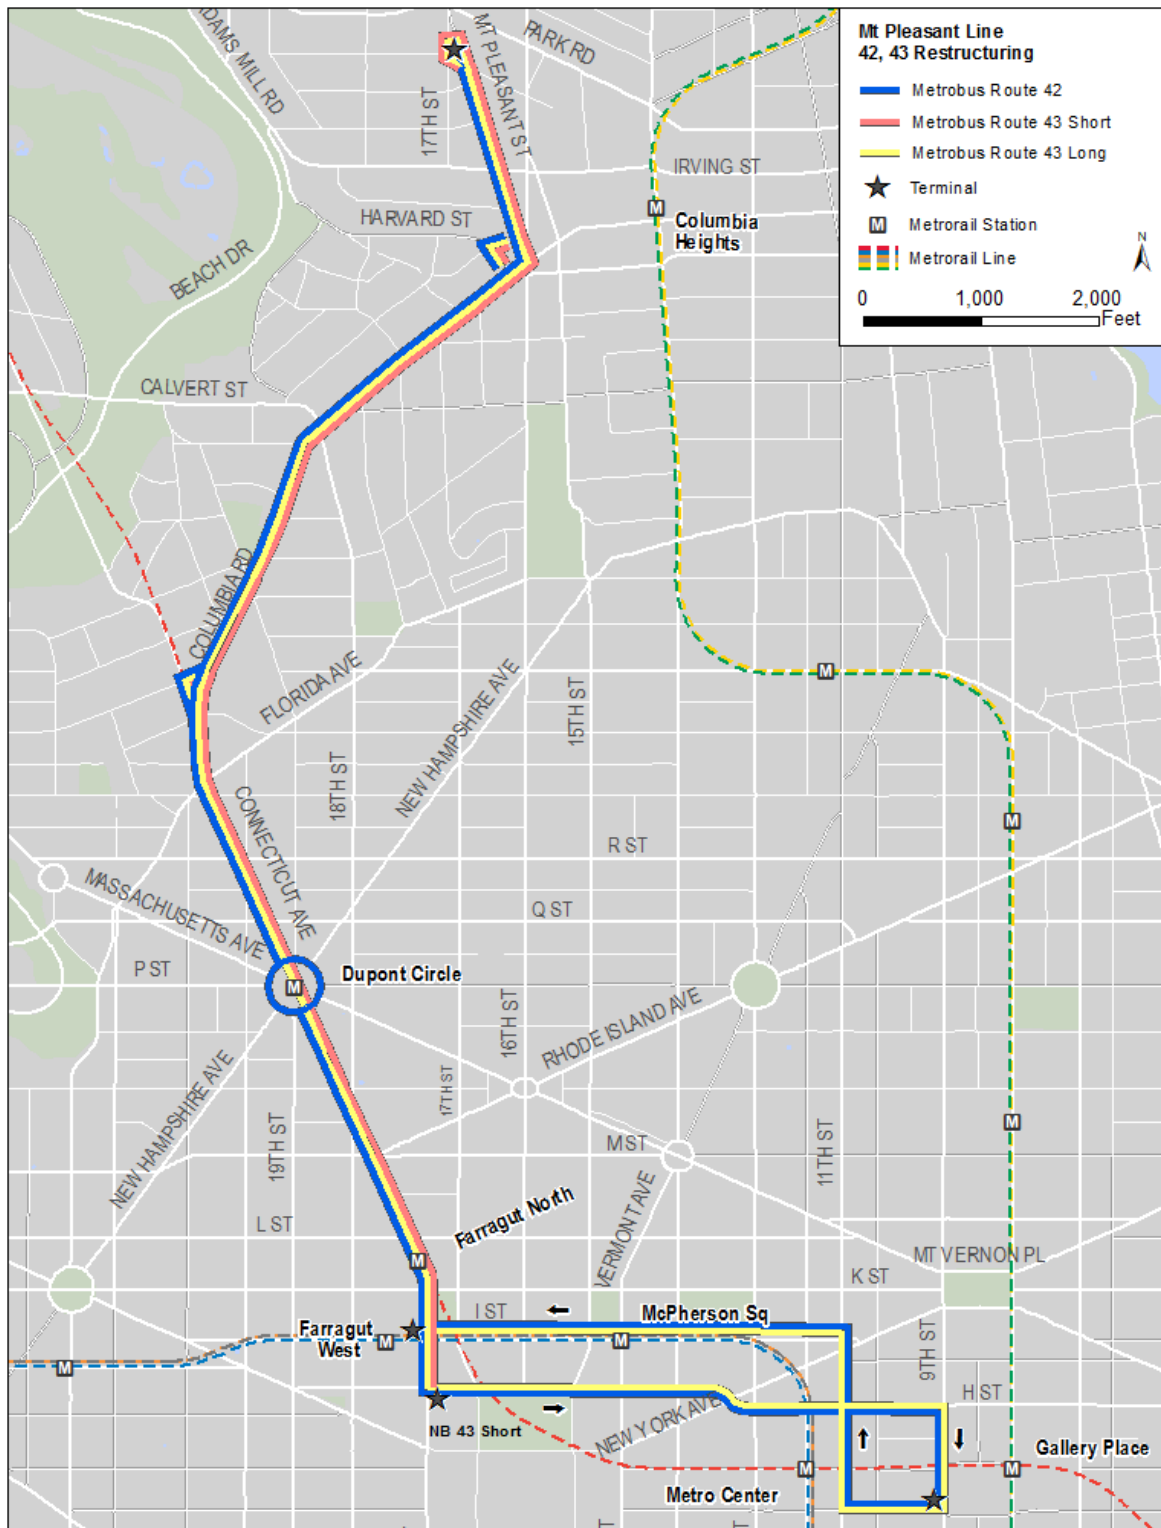 Mt Pleasant Line
42, 43 Restructuring
Metrobus Route 42
Metrobus Route 43 Short
Metrobus Route 43 Long
Terminal
M Metrorail Station
Metrorail Line
N
0 1,000 2,000
Feet
ADAMS MILL RD
MT PLEASANT ST
PARK RD
17TH ST
IRVING ST
HARVARD ST
M
Columbia
Heights
BEACH DR
CALVERT ST
COLUMBIA RD
FLORIDA AVE
NEW HAMPSHIRE AVE
15TH ST
M
18TH ST
CONNECTICUT AVE
M
R ST
MASSACHUSETTS AVE
Q ST
P ST
M
Dupont Circle
16TH ST
RHODE ISLAND AVE
NEW HAMPSHIRE AVE
17TH ST
19TH ST
M ST
11TH ST
M
L ST
Farragut North
M
VERMONT AVE
MT VERNON PL
K ST
I ST
McPherson Sq
Farragut
West
M
M
M
9TH ST
H ST
NB 43 Short
NEW YORK AVE
Gallery Place
M
M
Metro Center